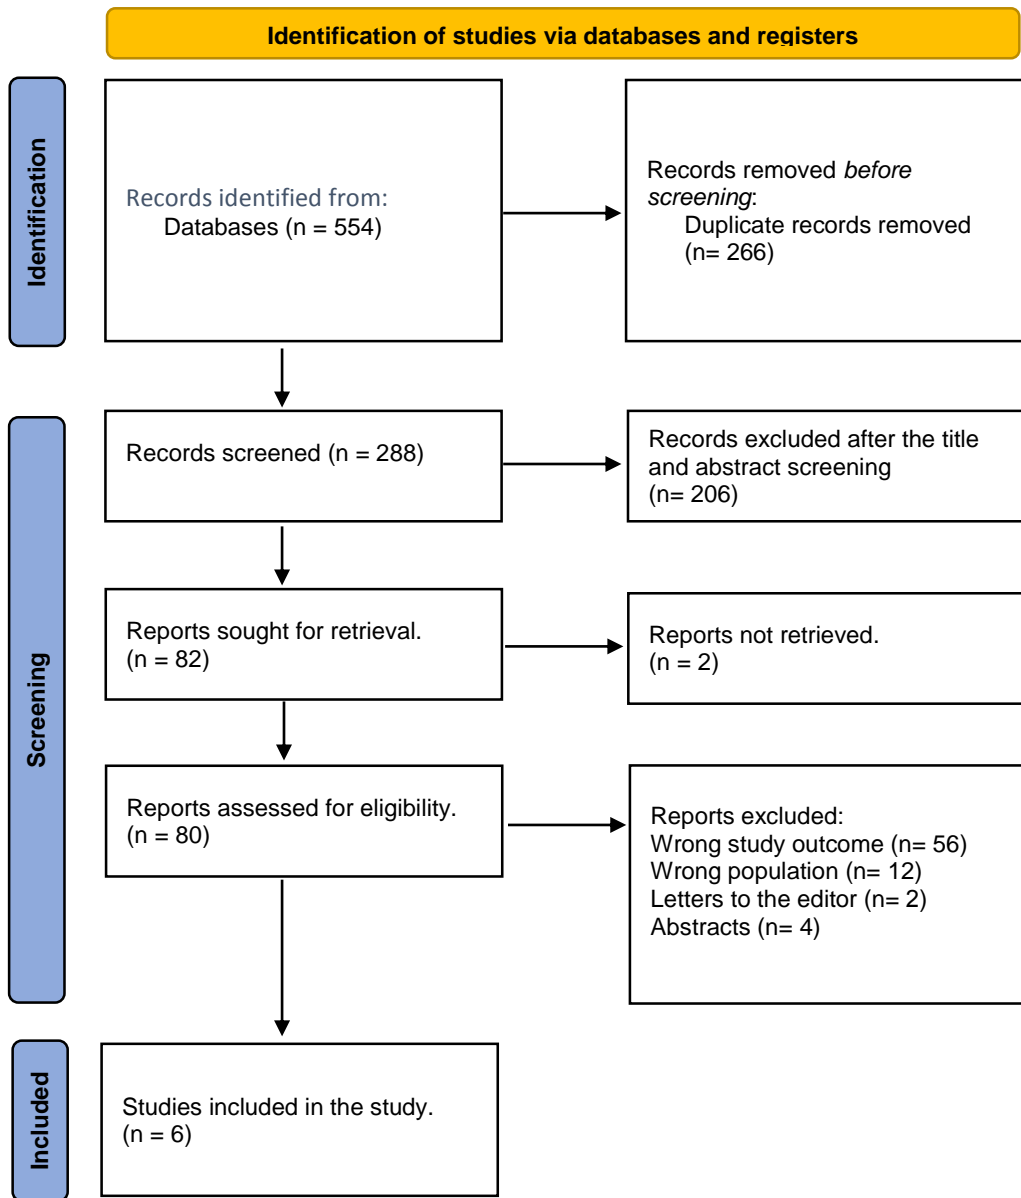 Identification of studies via databases and registers
Identification
Records identified from:
Databases (n = 554)
Records removed before
screening:
Duplicate records removed
(n= 266)
Screening
Records screened (n = 288)
Records excluded after the title
and abstract screening
(n= 206)
Reports sought for retrieval.
(n = 82)
Reports not retrieved.
(n = 2)
Reports assessed for eligibility.
(n = 80)
Reports excluded:
Wrong study outcome (n= 56)
Wrong population (n= 12)
Letters to the editor (n= 2)
Abstracts (n= 4)
Included
Studies included in the study.
(n = 6)